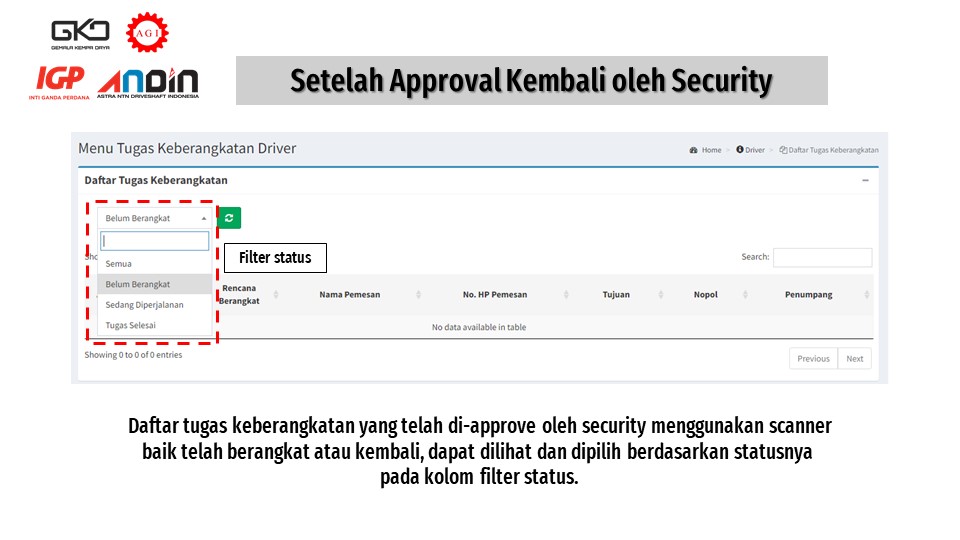 GKD
GEMALA KEMPA DAYA
AGI
IGP
INTI GANDA PERDANA
ANDIN
ASTRA NTN DRIVESHAFT INDONESIA
Setelah Approval Kembali oleh Security
Menu Tugas Keberangkatan Driver
Home > Driver > Daftar Tugas Keberangkatan
Daftar Tugas Keberangkatan
Belum Berangkat
Filter status
Search:
Semua
Belum Berangkat
Sedang Diperjalanan
Tugas Selesai
Rencana Berangkat
Nama Pemesan
No. HP Pemesan
Tujuan
Nopol
Penumpang
No data available in table
Showing 0 to 0 of 0 entries
Previous
Next
Daftar tugas keberangkatan yang telah di-approve oleh security menggunakan scanner
baik telah berangkat atau kembali, dapat dilihat dan dipilih berdasarkan statusnya
pada kolom filter status.